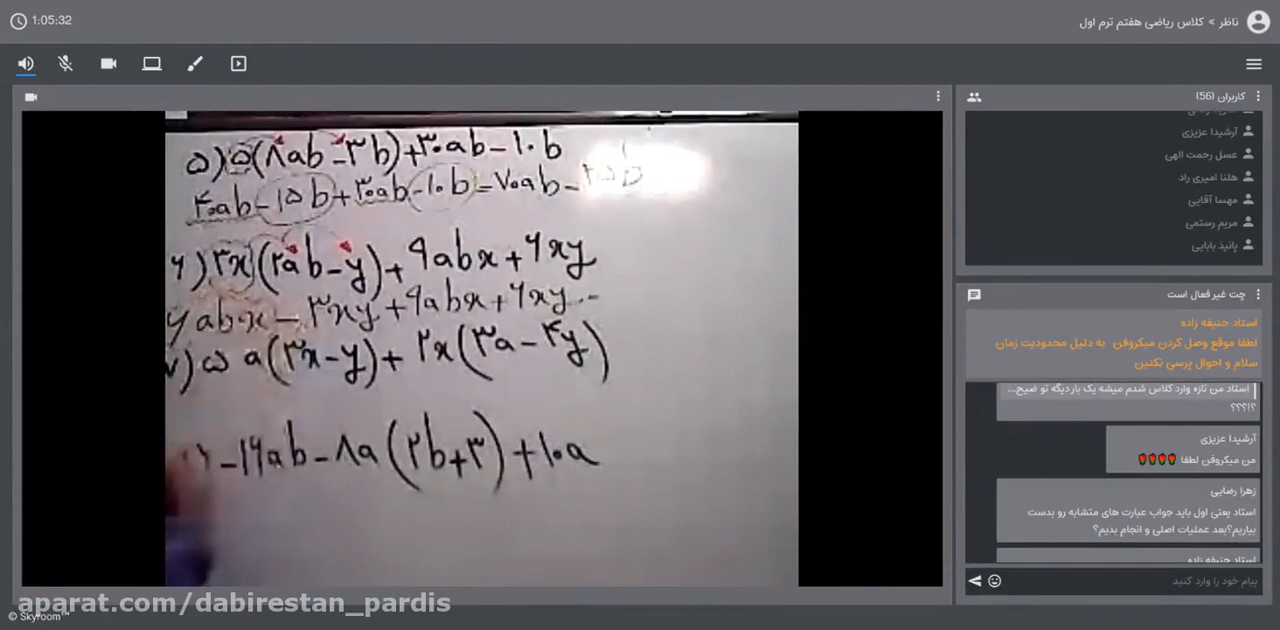 1:05:32
ناظر » کلاس ریاضی هفتم ترم اول
کاربران (56)
آرشیدا عزیزی
عسل رحمت الهی
هلنا امیری راد
مهسا آقایی
مریم رستمی
پانیذ بابایی
۵) ۵(۸ab-۳b)+۳۰ab-۱۰b
۴۰ab-۱۵b+۳۰ab-۱۰b=۷۰ab-۲۵b
۶) ۳x(۲ab-y)+۹abx+۶xy
۶abx-۳xy+۹abx+۶xy=
۷) ۵a(۳x-y)+۲x(۳a-۴y)
-۱۶ab-۸a(۲b+۳)+۱۰a
چت غیر فعال است
استاد حنیفه زاده
لطفا موقع وصل کردن میکروفن به دلیل محدودیت زمان
سلام و احوال پرسی نکنین
استاد من تازه وارد کلاس شدم میشه یک بار دیگه تو ضیح...
؟!؟؟؟
آرشیدا عزیزی
من میکروفن لطفا 🌷🌷🌷🌷
زهرا رضایی
استاد یعنی اول باید جواب عبارت های متشابه رو بدست
بیاریم؟بعد عملیات اصلی و انجام بدیم؟
استاد حنیفه زاده
پیام خود را وارد کنید
aparat.com/dabirestan_pardis
© Skyroom™